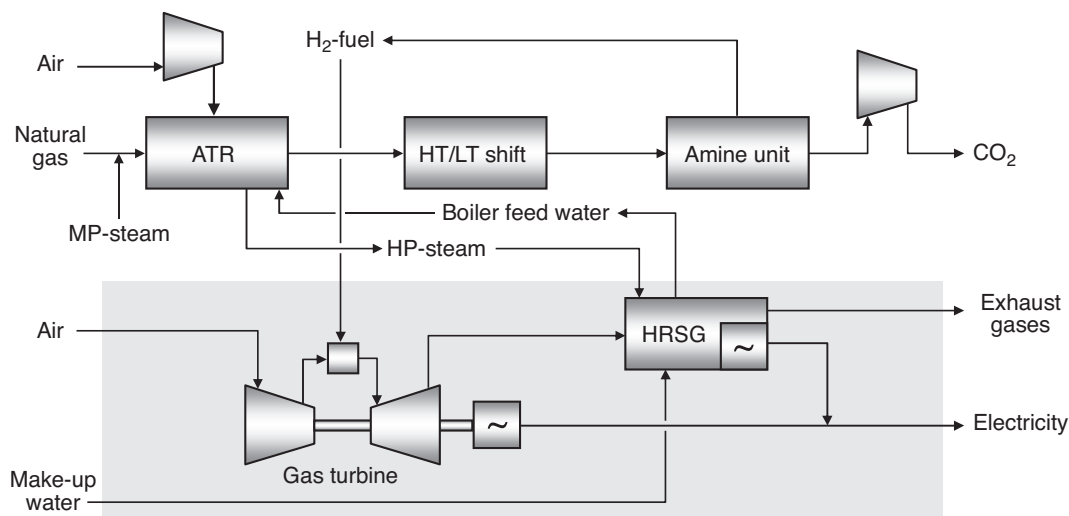 H₂-fuel
Air
Natural
gas
ATR
HT/LT shift
Amine unit
CO₂
MP-steam
Boiler feed water
HP-steam
Air
HRSG
~
Exhaust
gases
~
Electricity
Gas turbine
Make-up
water